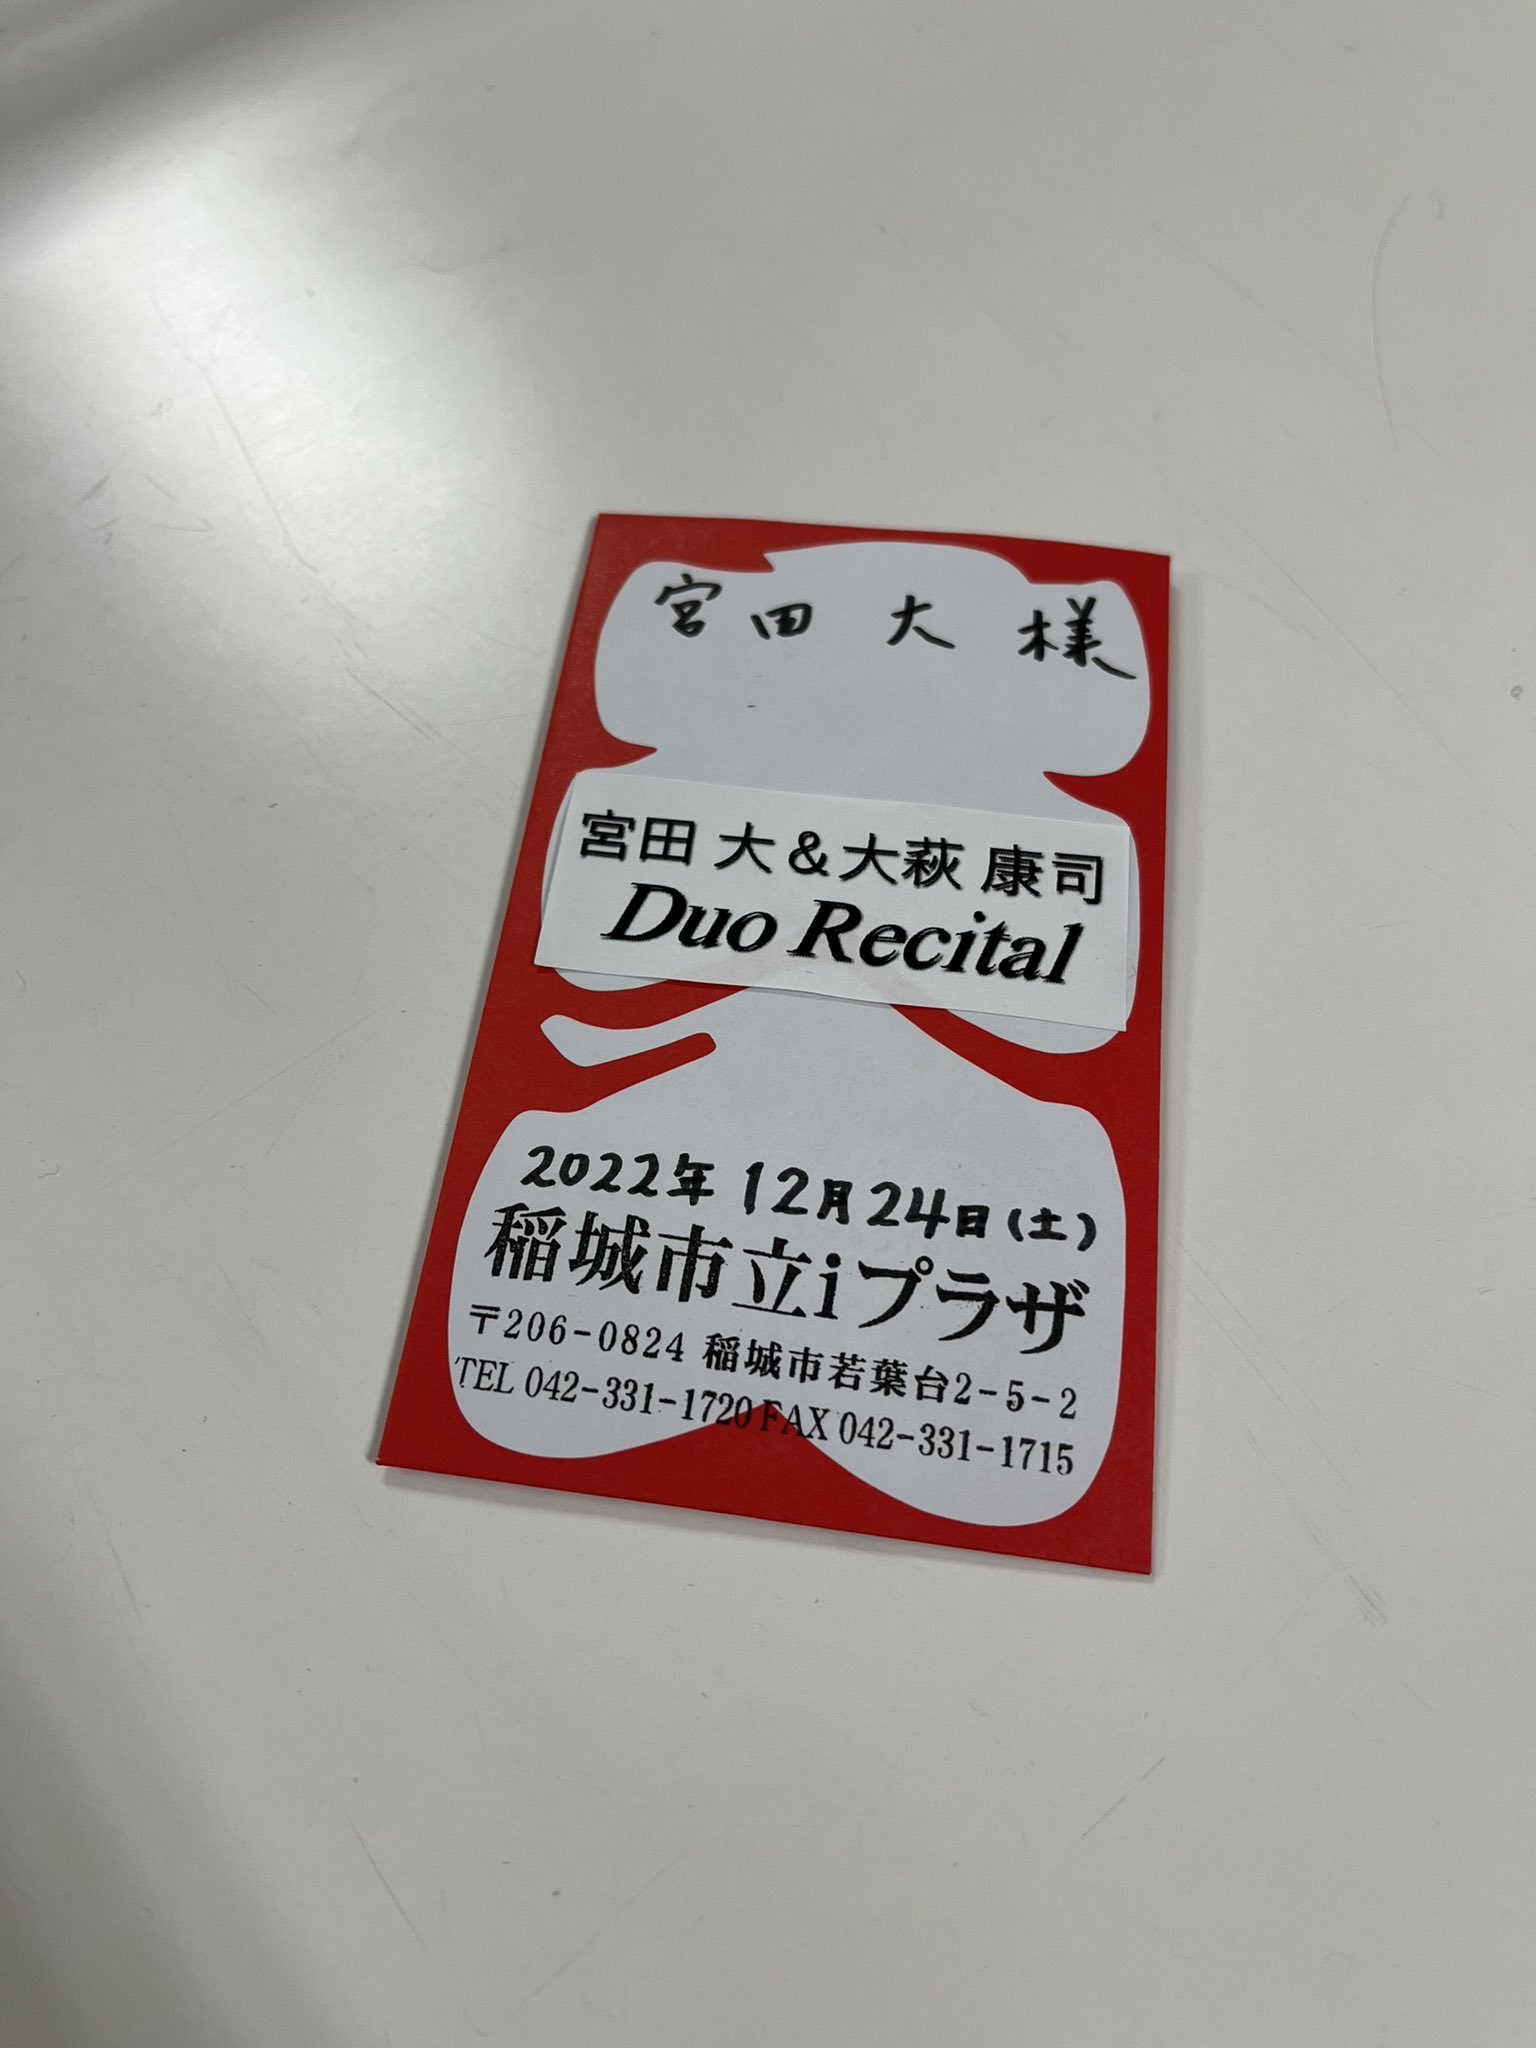 宮田 大 様
宮田 大&大萩 康司
Duo Recital
2022年 12月24日(土)
稲城市立iプラザ
〒206-0824 稲城市若葉台2-5-2
TEL 042-331-1720 FAX 042-331-1715